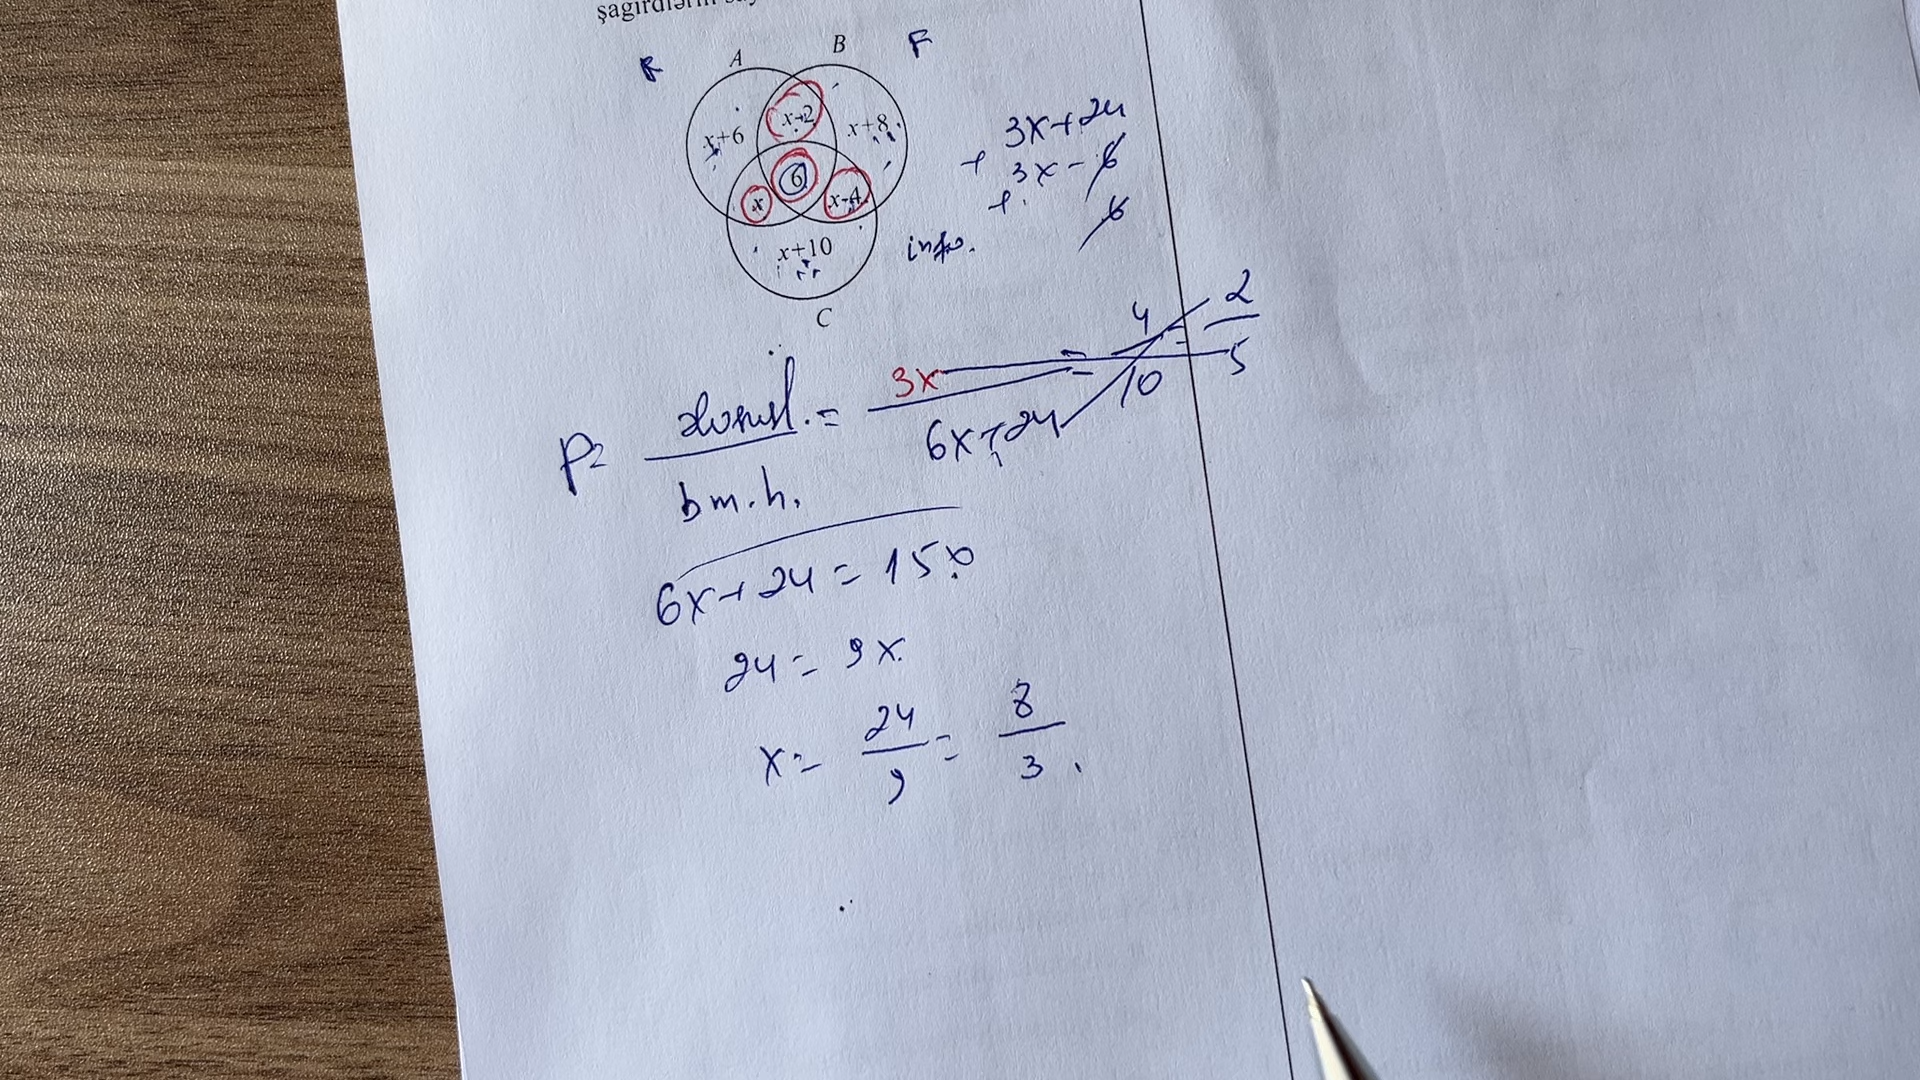 şagirdlərin
A B F
x+6 x-2 x+8
6
x x-4
x+10
C
3x+24
+ 3x-6
+ 6
info.
P= əlveriş. = 3x = 4 = 2
bm.h. 6x+24 10 5
6x+24=15x
24=9x
x= 24 = 8
9 3